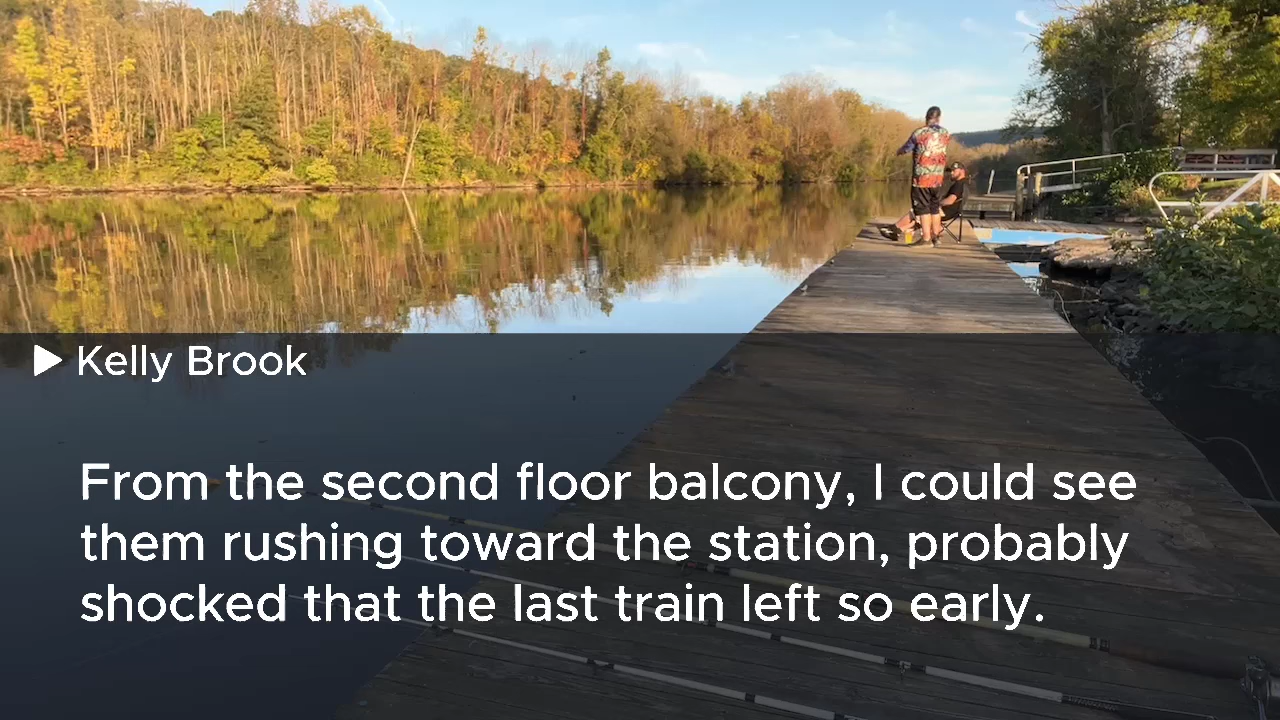 Kelly Brook
From the second floor balcony, I could see
them rushing toward the station, probably
shocked that the last train left so early.